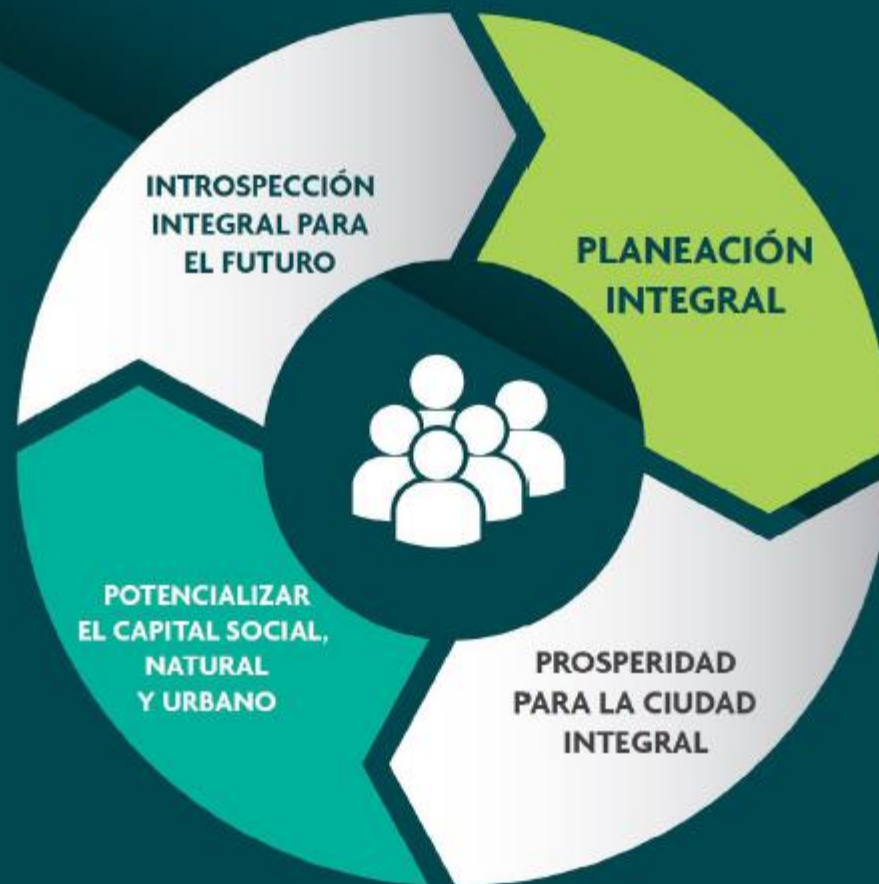 INTROSPECCIÓN
INTEGRAL PARA
EL FUTURO
PLANEACIÓN
INTEGRAL
POTENCIALIZAR
EL CAPITAL SOCIAL,
NATURAL
Y URBANO
PROSPERIDAD
PARA LA CIUDAD
INTEGRAL